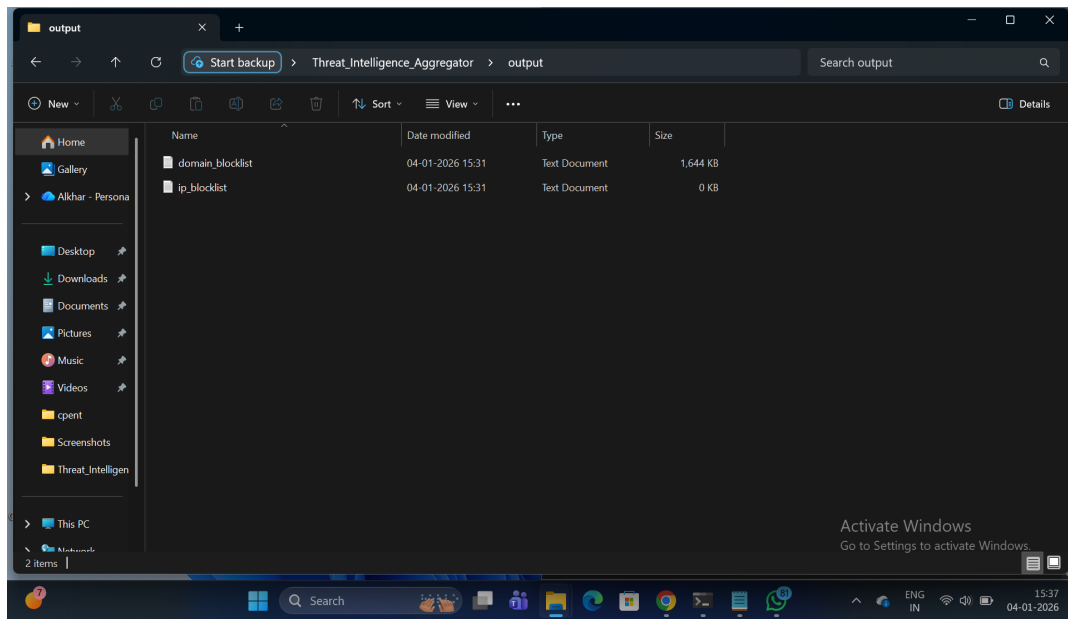 output
Start backup > Threat_Intelligence_Aggregator > output
Search output
New
Sort
View
Details
Name Date modified Type Size
domain_blocklist 04-01-2026 15:31 Text Document 1,644 KB
ip_blocklist 04-01-2026 15:31 Text Document 0 KB
Home
Gallery
Alkhar - Persona
Desktop
Downloads
Documents
Pictures
Music
Videos
cpent
Screenshots
Threat_Intelligen
This PC
Network
2 items
Activate Windows
Go to Settings to activate Windows.
7
Search
81
ENG
IN
15:37
04-01-2026